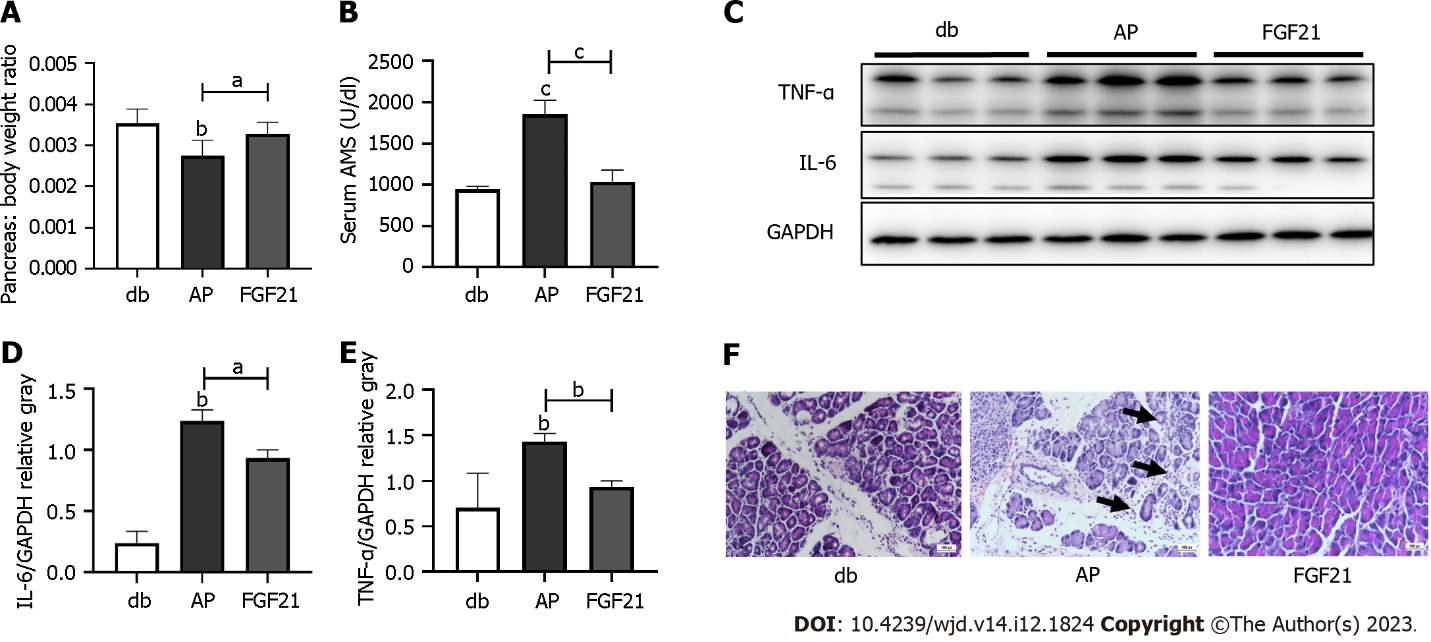 A
Pancreas: body weight ratio
0.005
0.004
0.003
0.002
0.001
0.000
a
b
db AP FGF21
B
Serum AMS (U/dl)
2500
2000
1500
1000
500
0
c
c
db AP FGF21
C
db AP FGF21
TNF-α
IL-6
GAPDH
D
IL-6/GAPDH relative gray
1.5
1.0
0.5
0.0
a
b
db AP FGF21
E
TNF-α/GAPDH relative gray
2.0
1.5
1.0
0.5
0.0
b
b
db AP FGF21
F
db AP FGF21
DOI: 10.4239/wjd.v14.i12.1824 Copyright ©The Author(s) 2023.